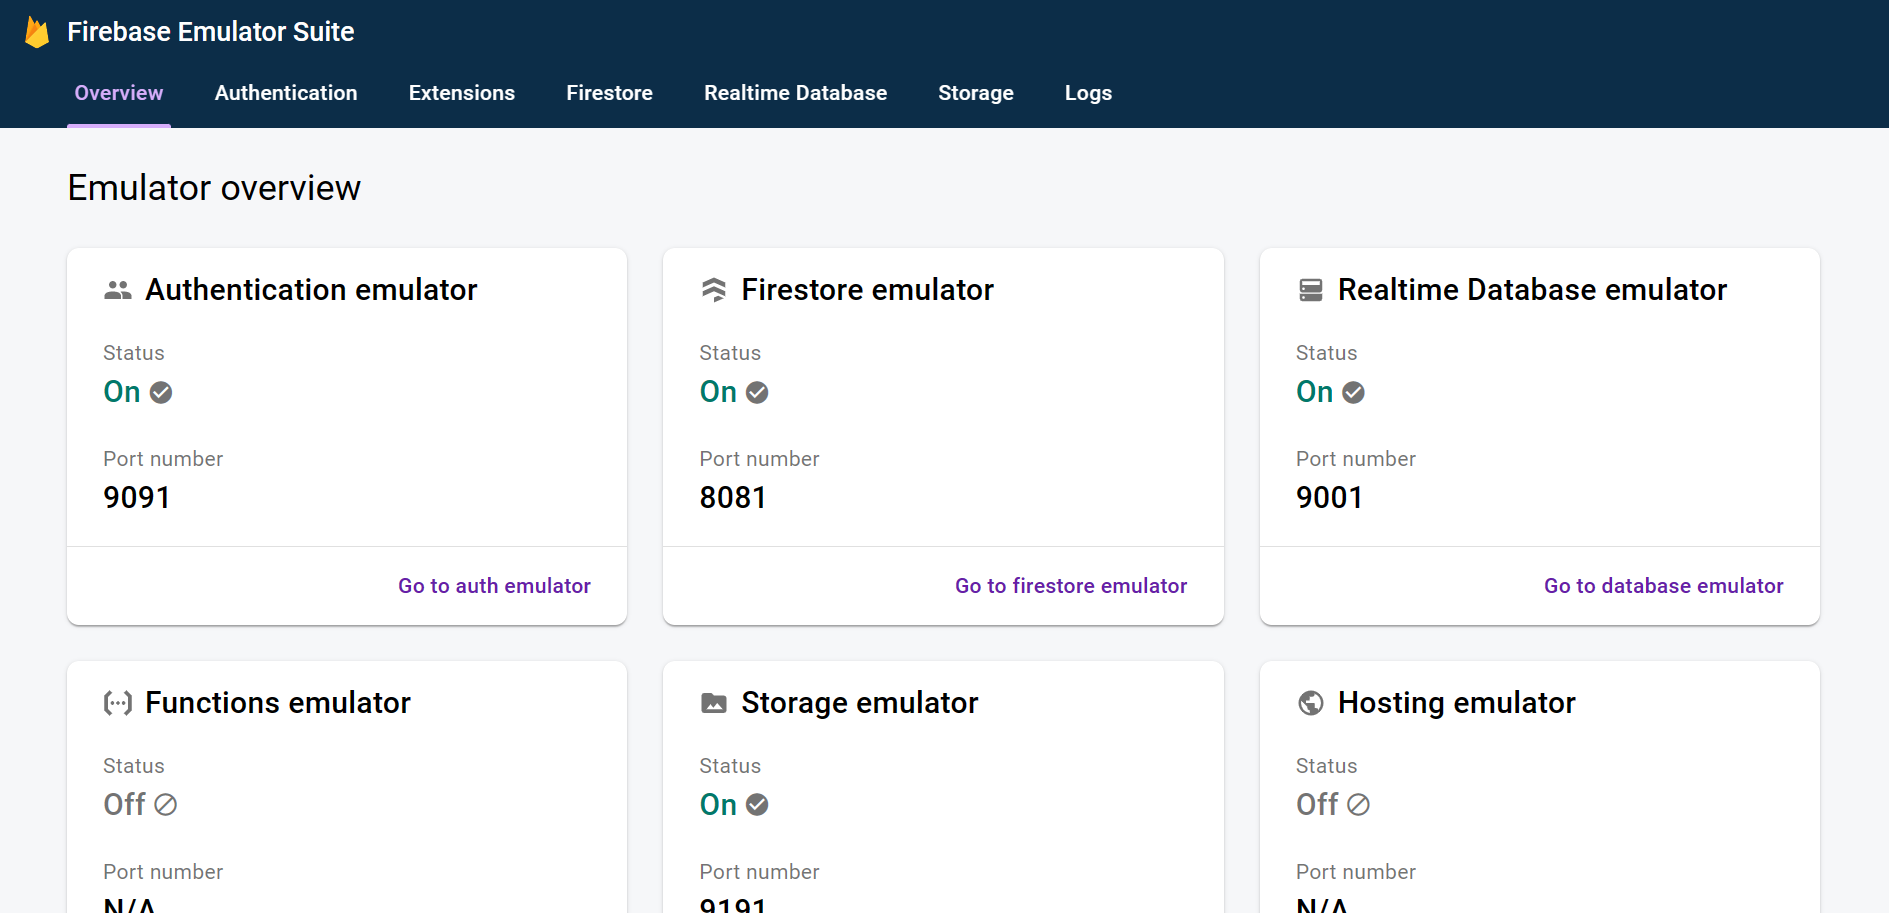 Firebase Emulator Suite
Overview Authentication Extensions Firestore Realtime Database Storage Logs
Emulator overview
Authentication emulator
Status
On
Port number
9091
Go to auth emulator
Firestore emulator
Status
On
Port number
8081
Go to firestore emulator
Realtime Database emulator
Status
On
Port number
9001
Go to database emulator
Functions emulator
Status
Off
Port number
N/A
Storage emulator
Status
On
Port number
9191
Hosting emulator
Status
Off
Port number
N/A